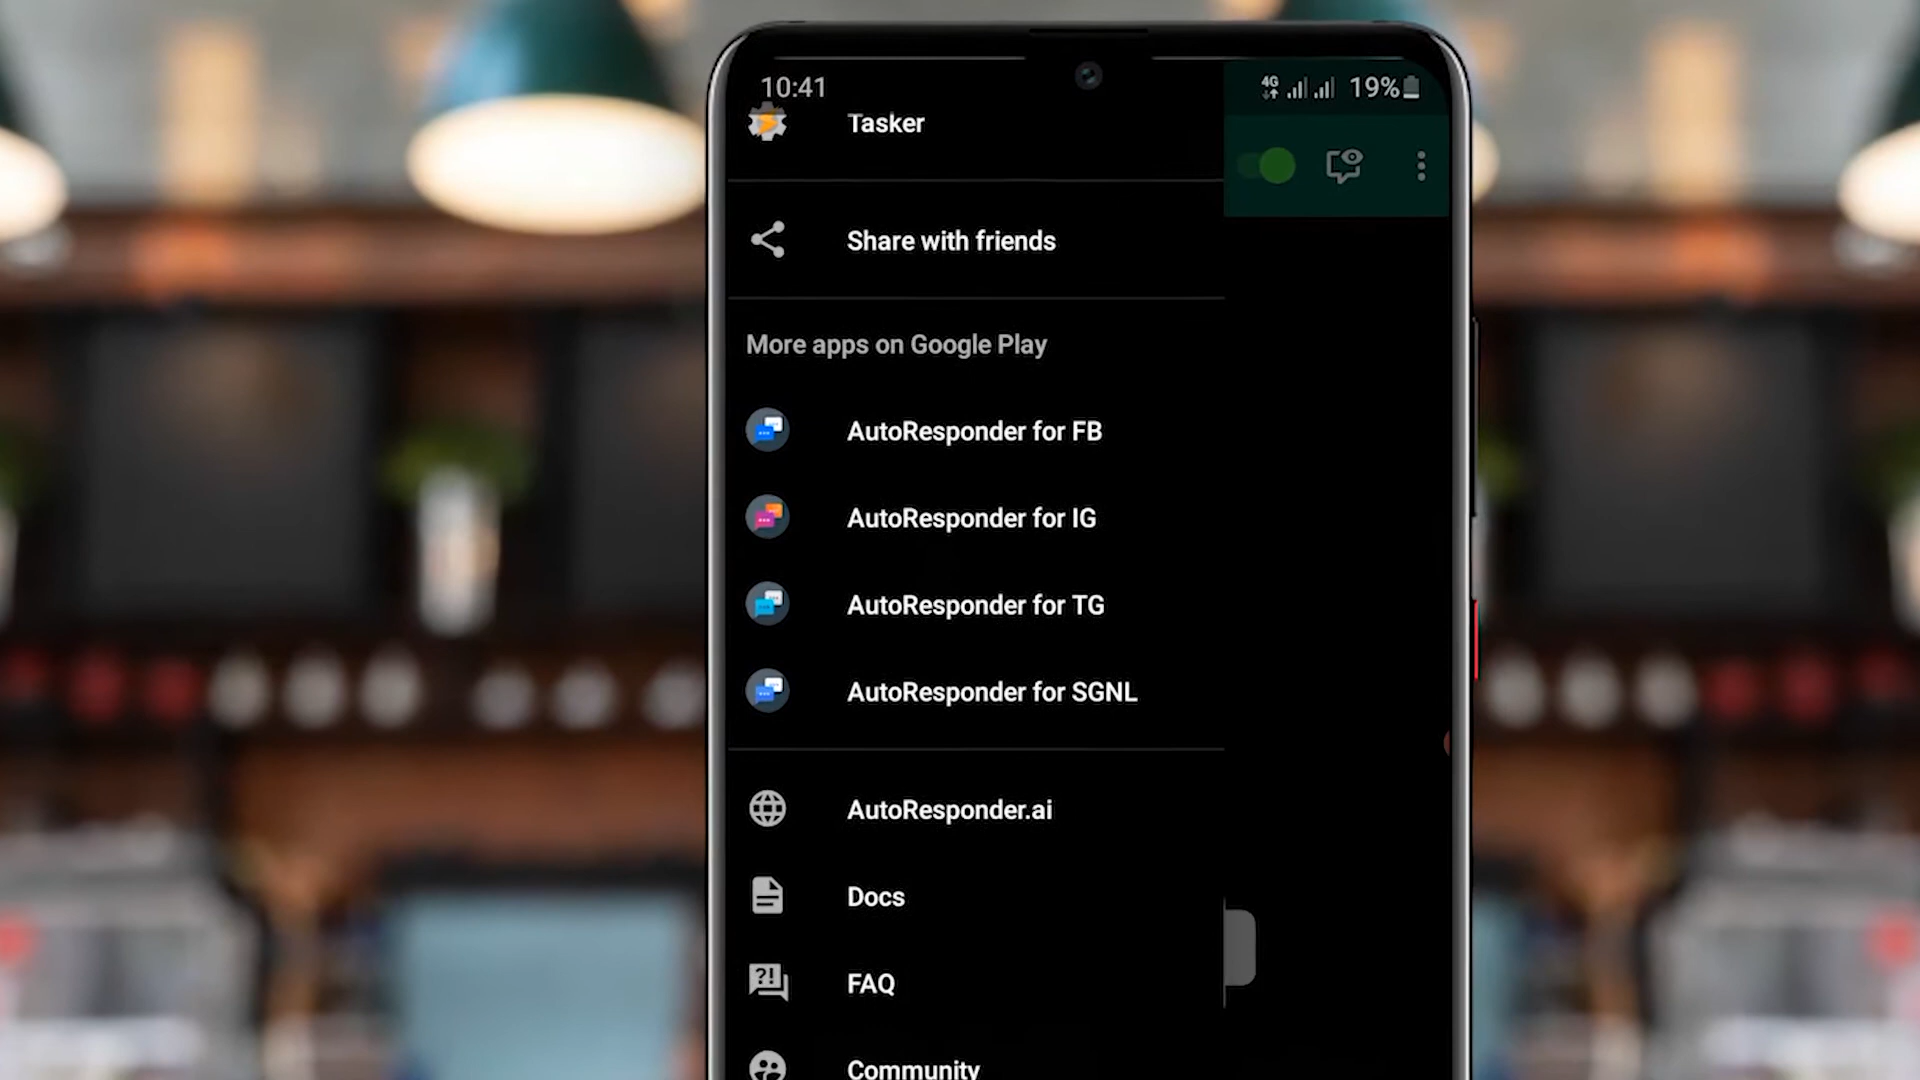 10:41
4G
19%
Tasker
Share with friends
More apps on Google Play
AutoResponder for FB
AutoResponder for IG
AutoResponder for TG
AutoResponder for SGNL
AutoResponder.ai
Docs
?!
FAQ
Community